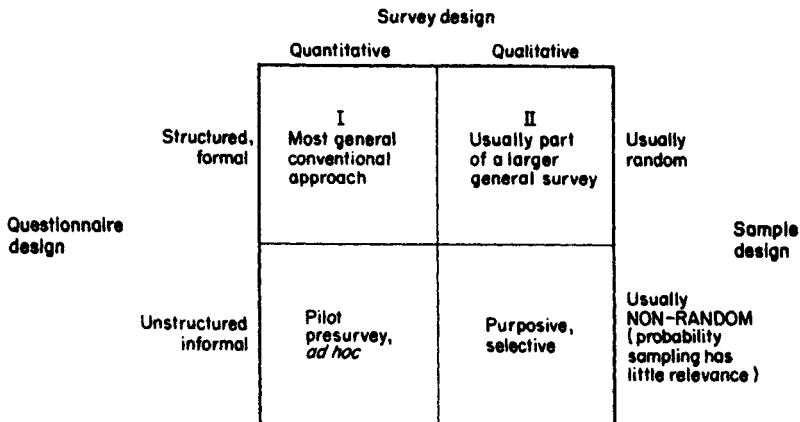 Survey design
Quantitative
Qualitative
Structured,
formal
I
Most general
conventional
approach
II
Usually part
of a larger
general survey
Usually
random
Questionnaire
design
Sample
design
Unstructured
informal
Pilot
presurvey,
ad hoc
Purposive,
selective
Usually
NON-RANDOM
(probability
sampling has
little relevance)